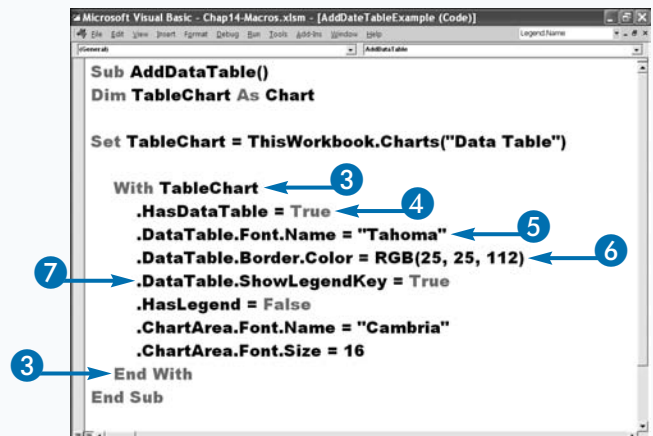 Microsoft Visual Basic - Chap14-Macros.xlsm - [AddDateTableExample (Code)]
File Edit View Insert Format Debug Run Tools Add-Ins Window Help Legend.Name
(General) AddDataTable
Sub AddDataTable()
Dim TableChart As Chart
Set TableChart = ThisWorkbook.Charts("Data Table")
With TableChart 3
.HasDataTable = True 4
.DataTable.Font.Name = "Tahoma" 5
.DataTable.Border.Color = RGB(25, 25, 112) 6
7 .DataTable.ShowLegendKey = True
.HasLegend = False
.ChartArea.Font.Name = "Cambria"
.ChartArea.Font.Size = 16
3 End With
End Sub